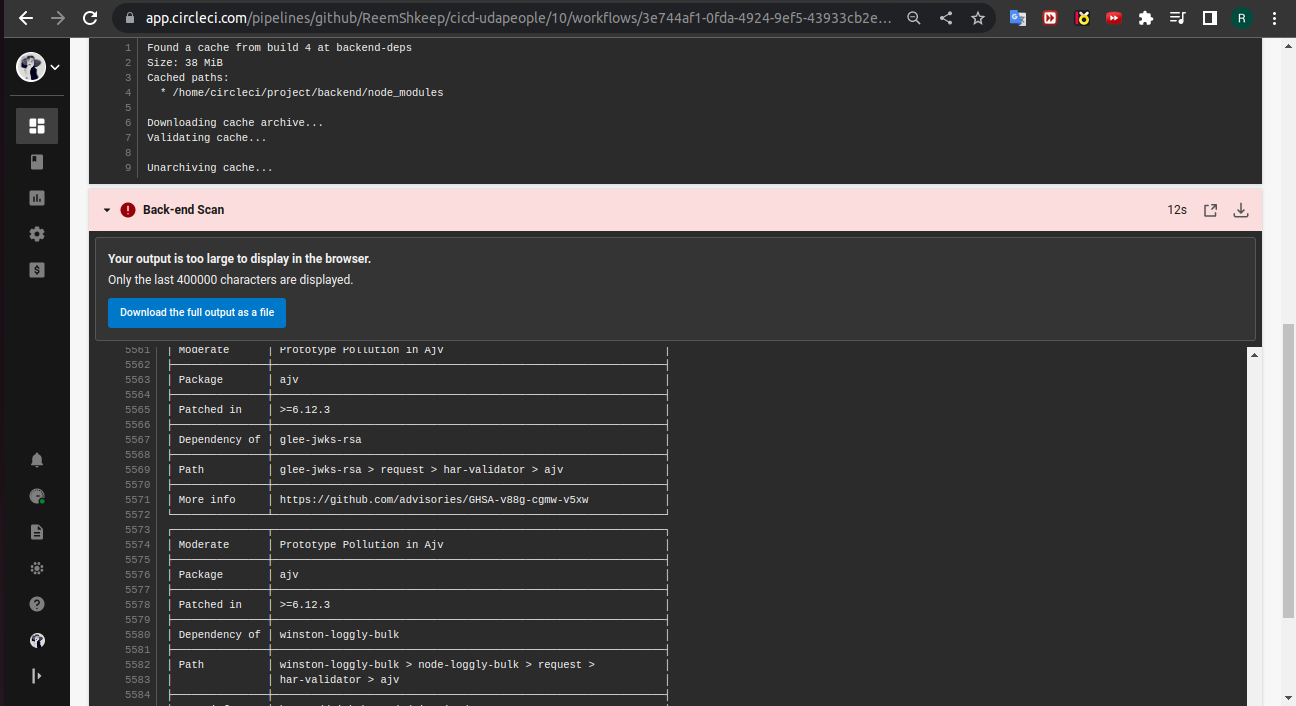 app.circleci.com/pipelines/github/ReemShkeep/cicd-udapeople/10/workflows/3e744af1-0fda-4924-9ef5-43933cb2e...
R
1 Found a cache from build 4 at backend-deps
2 Size: 38 MiB
3 Cached paths:
4 * /home/circleci/project/backend/node_modules
5
6 Downloading cache archive...
7 Validating cache...
8
9 Unarchiving cache...
Back-end Scan 12s
Your output is too large to display in the browser.
Only the last 400000 characters are displayed.
Download the full output as a file
5561 | Moderate | Prototype Pollution in Ajv |
5562
5563 | Package | ajv |
5564
5565 | Patched in | >=6.12.3 |
5566
5567 | Dependency of | glee-jwks-rsa |
5568
5569 | Path | glee-jwks-rsa > request > har-validator > ajv |
5570
5571 | More info | https://github.com/advisories/GHSA-v88g-cgmw-v5xw |
5572
5573
5574 | Moderate | Prototype Pollution in Ajv |
5575
5576 | Package | ajv |
5577
5578 | Patched in | >=6.12.3 |
5579
5580 | Dependency of | winston-loggly-bulk |
5581
5582 | Path | winston-loggly-bulk > node-loggly-bulk > request > |
5583 | | har-validator > ajv |
5584